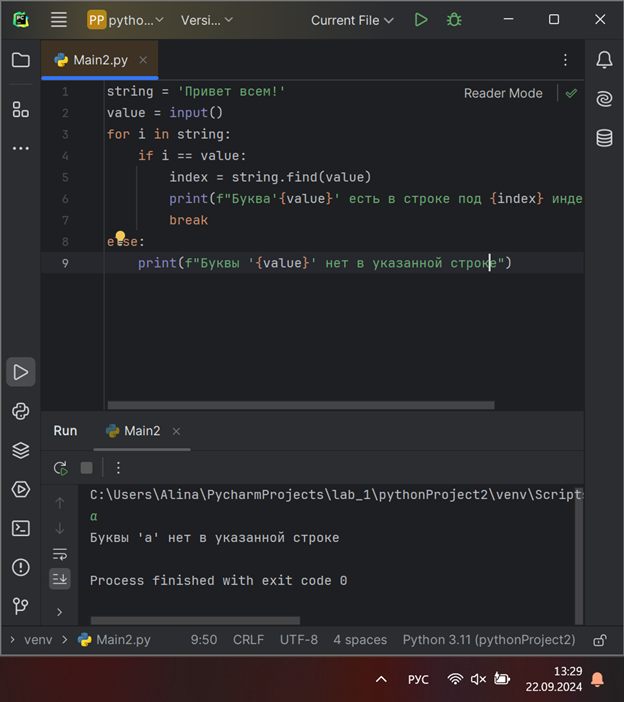 PP pytho... Versi... Current File
Main2.py
Reader Mode
1 string = 'Привет всем!'
2 value = input()
3 for i in string:
4 if i == value:
5 index = string.find(value)
6 print(f"Буква'{value}' есть в строке под {index} инде
7 break
8 else:
9 print(f"Буквы '{value}' нет в указанной строке")
Run Main2
C:\Users\Alina\PycharmProjects\lab_1\pythonProject2\venv\Script
а
Буквы 'а' нет в указанной строке
Process finished with exit code 0
venv Main2.py 9:50 CRLF UTF-8 4 spaces Python 3.11 (pythonProject2)
РУС
13:29
22.09.2024